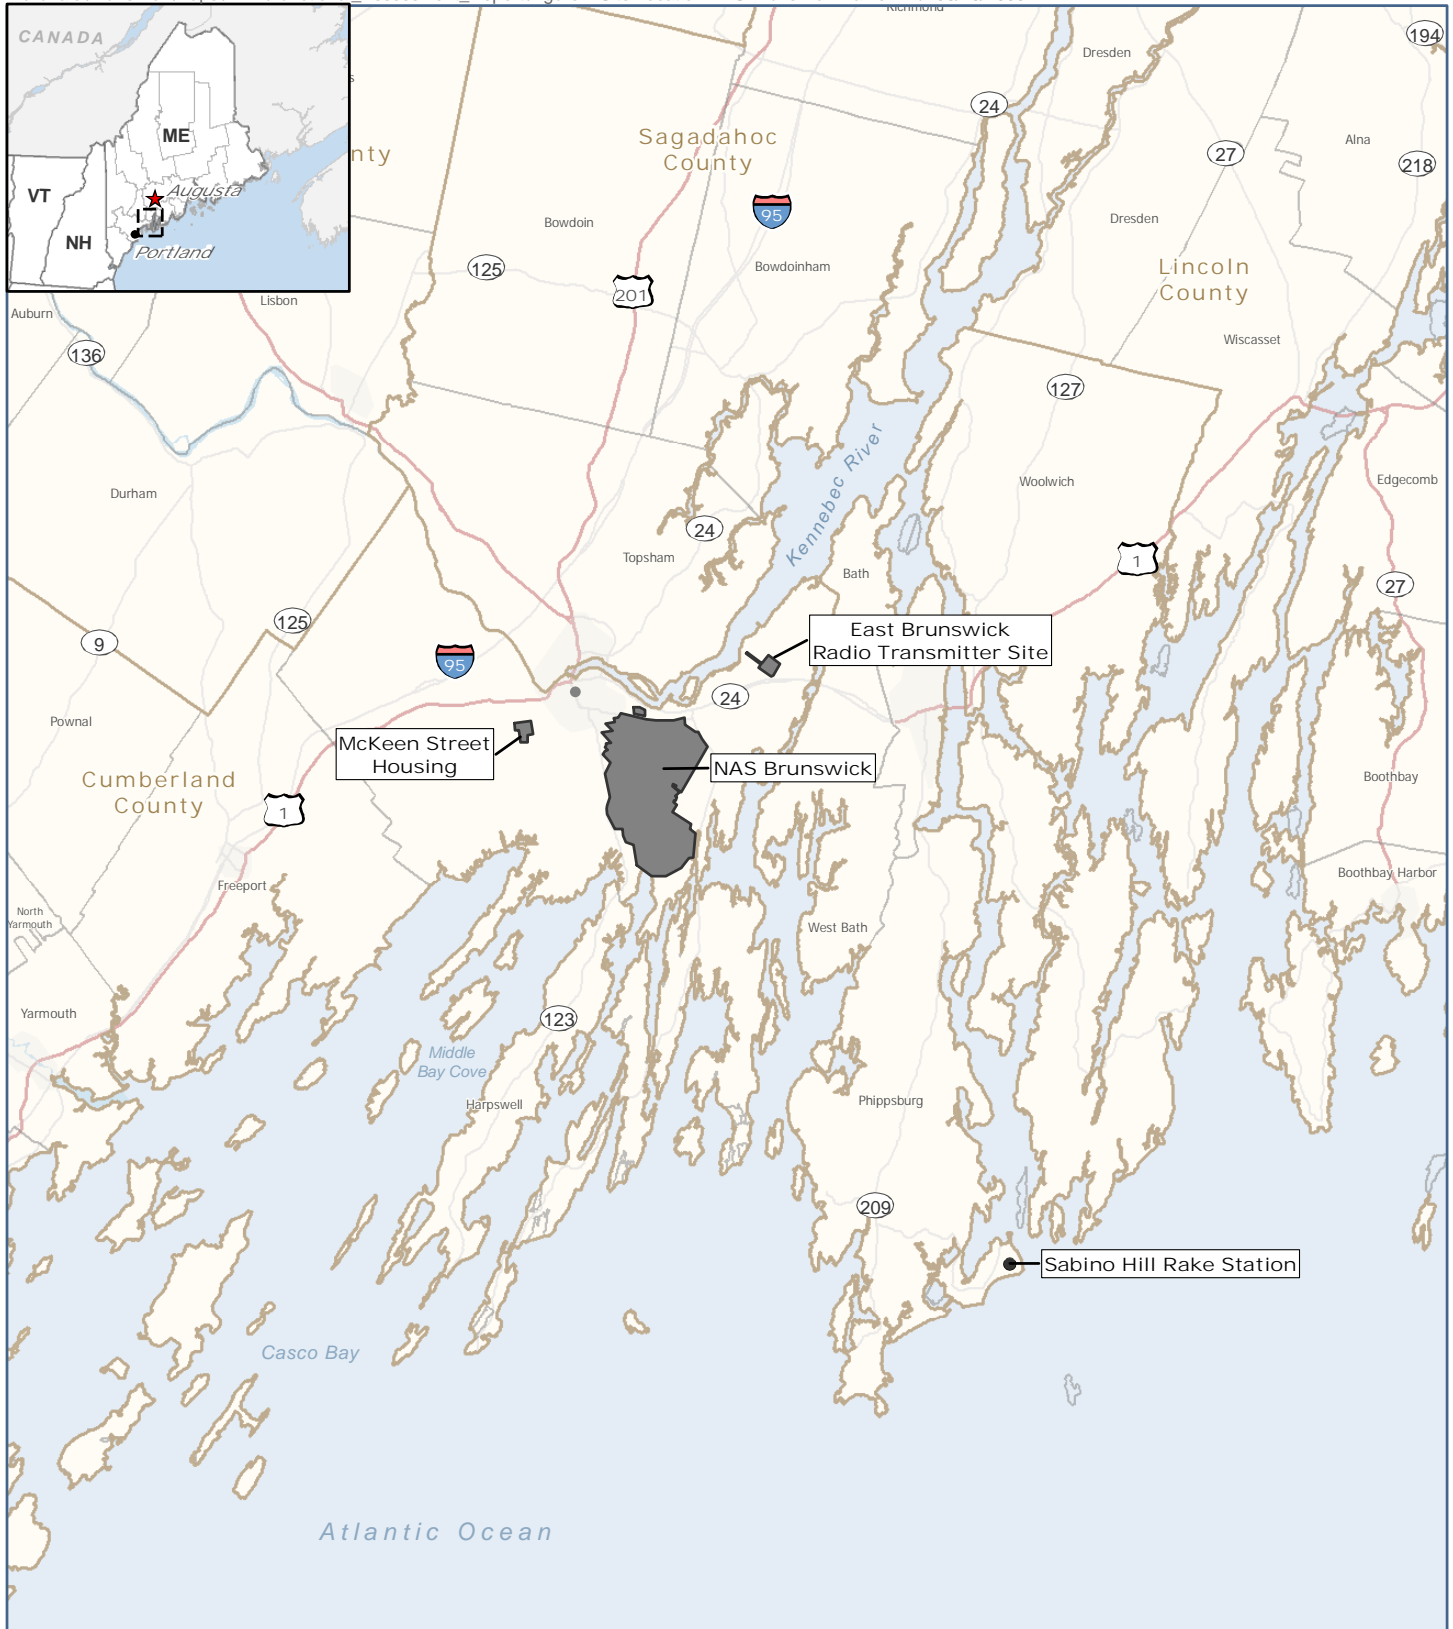 CANADA
ME
VT
NH
Augusta
Portland
nty
Richmond
Dresden
194
24
Sagadahoc
County
27
Alna
218
95
Bowdoin
Dresden
125
Bowdoinham
201
Lincoln
County
Lisbon
Auburn
136
Wiscasset
127
Kennebec River
Durham
Woolwich
Edgecomb
24
Topsham
1
Bath
27
9
125
95
East Brunswick
Radio Transmitter Site
24
Pownal
McKeen Street
Housing
NAS Brunswick
Cumberland
County
1
Boothbay
Freeport
Boothbay Harbor
North
Yarmouth
West Bath
Yarmouth
123
Middle
Bay Cove
Harpswell
Phippsburg
209
Sabino Hill Rake Station
Casco Bay
Atlantic Ocean